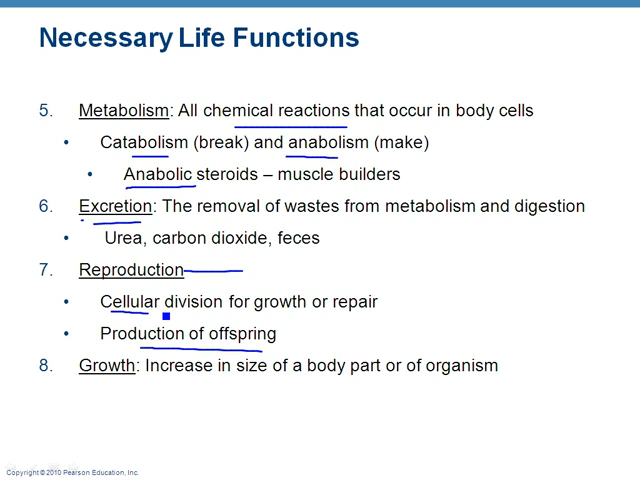 Necessary Life Functions
5. Metabolism: All chemical reactions that occur in body cells
• Catabolism (break) and anabolism (make)
• Anabolic steroids – muscle builders
6. Excretion: The removal of wastes from metabolism and digestion
• Urea, carbon dioxide, feces
7. Reproduction
• Cellular division for growth or repair
• Production of offspring
8. Growth: Increase in size of a body part or of organism
Copyright © 2010 Pearson Education, Inc.